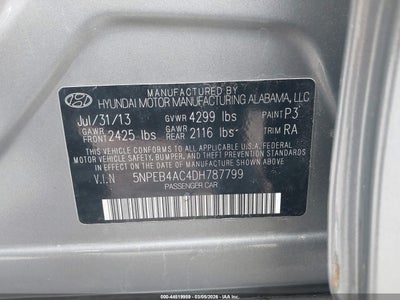 MANUFACTURED BY
HYUNDAI MOTOR MANUFACTURING ALABAMA, LLC
Jul/31/13 GVWR 4299 lbs PAINT P3
GAWR FRONT 2425 lbs GAWR REAR 2116 lbs TRIM RA
THIS VEHICLE CONFORMS TO ALL APPLICABLE U.S.A FEDERAL
MOTOR VEHICLE SAFETY, BUMPER, AND THEFT PREVENTION
STANDARDS IN EFFECT ON THE DATE OF MANUFACTURE
SHOWN ABOVE.
V.I.N 5NPEB4AC4DH787799
PASSENGER CAR
000-44919959 - 03/05/2026 - IAA